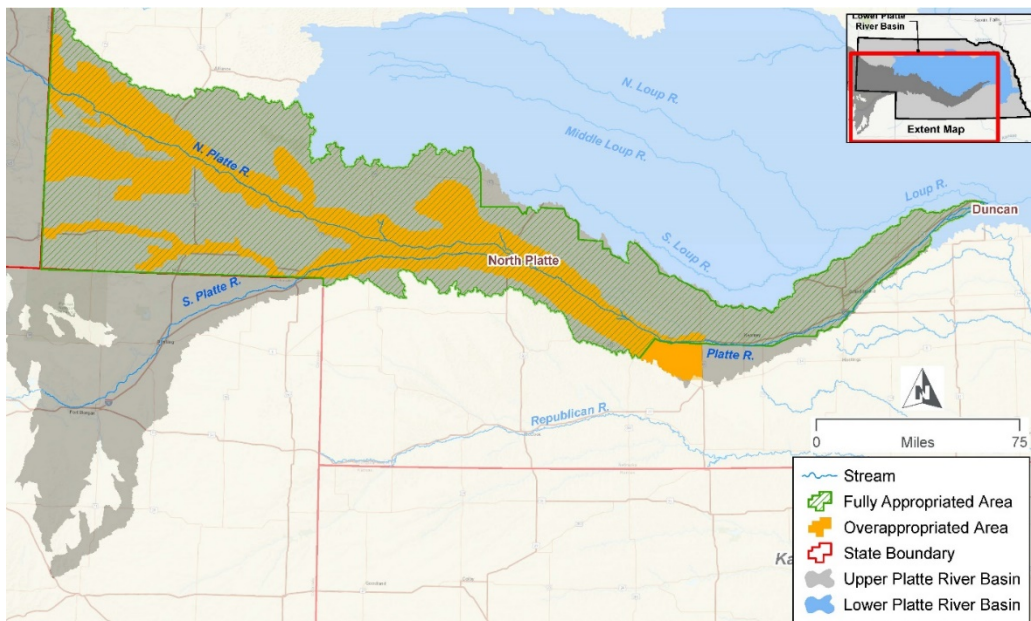 Lower Platte
River Basin
Extent Map
N. Loup R.
Middle Loup R.
Loup R.
Duncan
S. Loup R.
N. Platte R.
North Platte
S. Platte R.
Platte R.
Republican R.
N
0 75
Miles
Ka
Stream
Fully Appropriated Area
Overappropriated Area
State Boundary
Upper Platte River Basin
Lower Platte River Basin